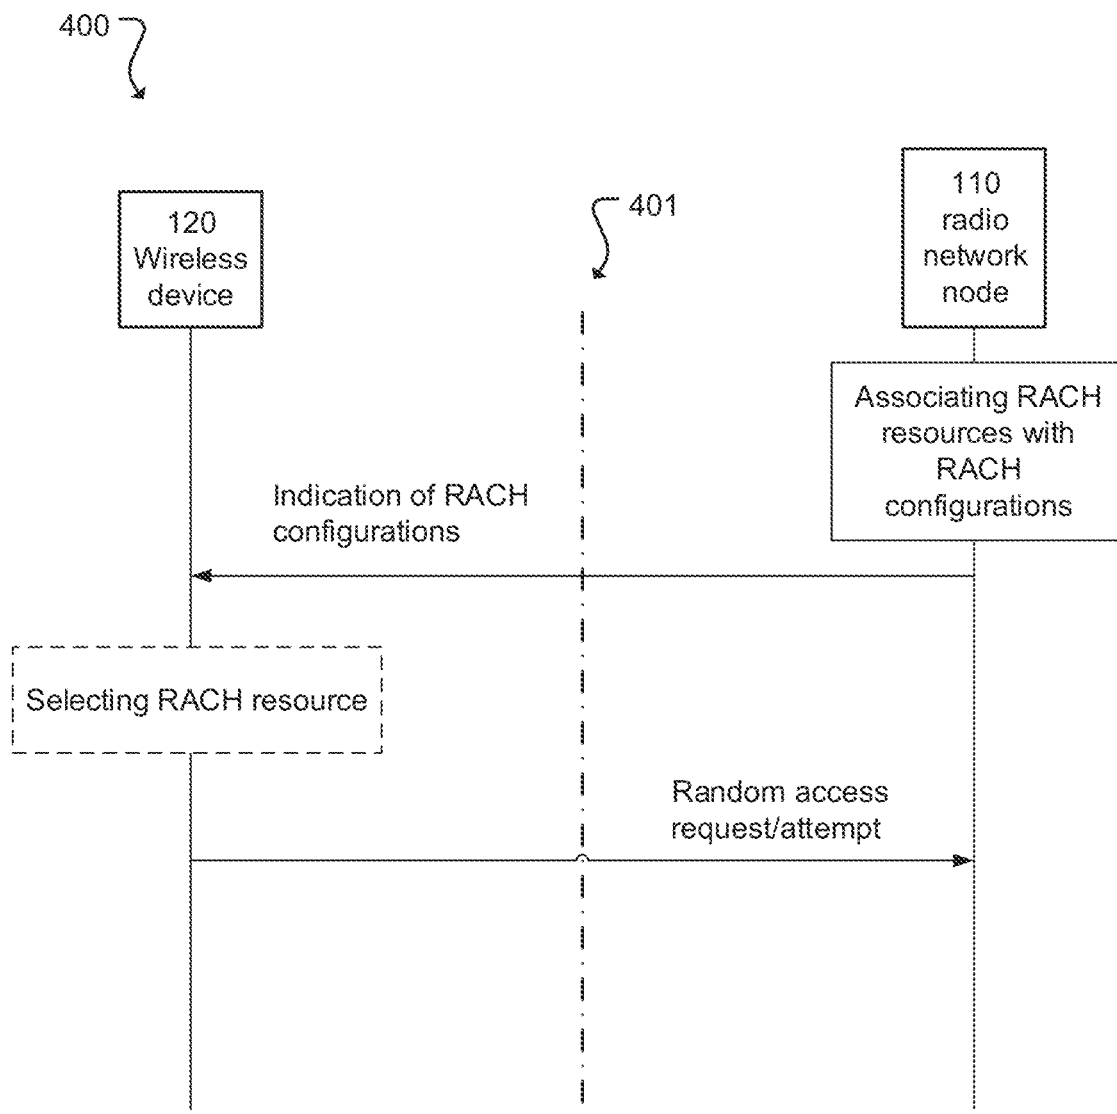 400
120
Wireless
device
401
110
radio
network
node
Associating RACH
resources with
RACH
configurations
Indication of RACH
configurations
Selecting RACH resource
Random access
request/attempt